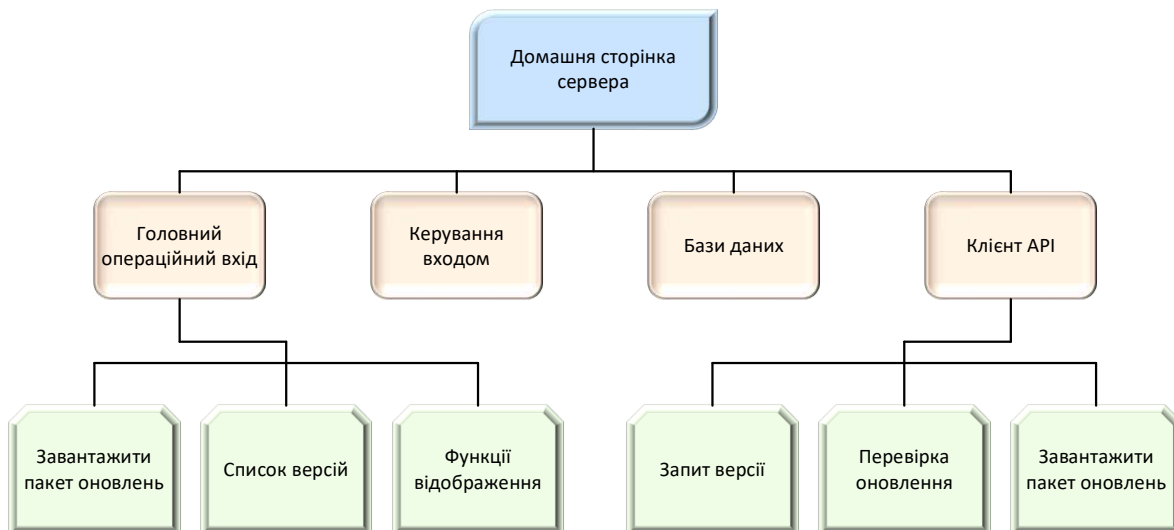 Домашня сторінка
сервера
Головний
операційний вхід
Керування
входом
Бази даних
Клієнт API
Завантажити
пакет оновлень
Список версій
Функції
відображення
Запит версії
Перевірка
оновлення
Завантажити
пакет оновлень